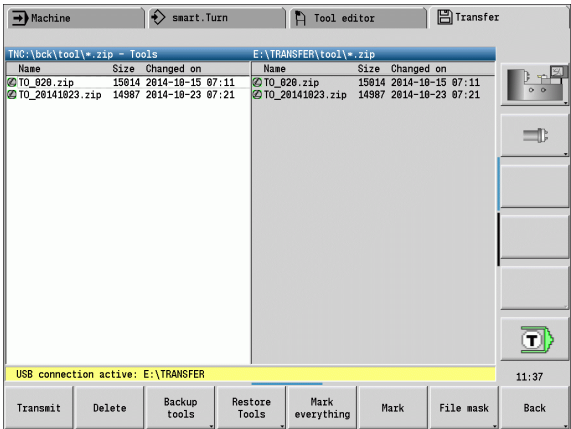 Machine
smart.Turn
Tool editor
Transfer
TNC:\bck\tool\*.zip - Tools
E:\TRANSFER\tool\*.zip
Name Size Changed on
Name Size Changed on
TO_020.zip 15014 2014-10-15 07:11
TO_020.zip 15014 2014-10-15 07:11
TO_20141023.zip 14987 2014-10-23 07:21
TO_20141023.zip 14987 2014-10-23 07:21
T
USB connection active: E:\TRANSFER
11:37
Transmit
Delete
Backup
tools
Restore
Tools
Mark
everything
Mark
File mask
Back